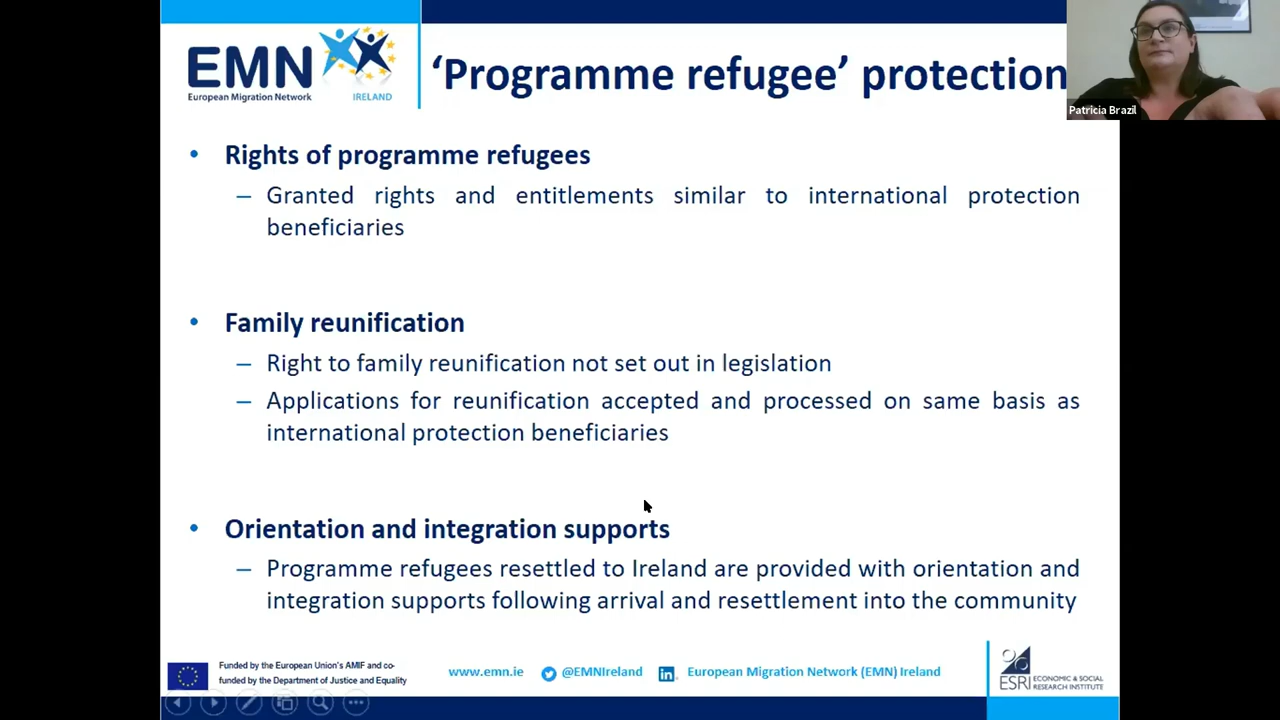 EMN
European Migration Network
IRELAND
‘Programme refugee’ protection
Patricia Brazil
• Rights of programme refugees
– Granted rights and entitlements similar to international protection
beneficiaries
• Family reunification
– Right to family reunification not set out in legislation
– Applications for reunification accepted and processed on same basis as
international protection beneficiaries
• Orientation and integration supports
– Programme refugees resettled to Ireland are provided with orientation and
integration supports following arrival and resettlement into the community
Funded by the European Union's AMIF and co-
funded by the Department of Justice and Equality
www.emn.ie
@EMNIreland
in
European Migration Network (EMN) Ireland
ESRI ECONOMIC & SOCIAL
RESEARCH INSTITUTE